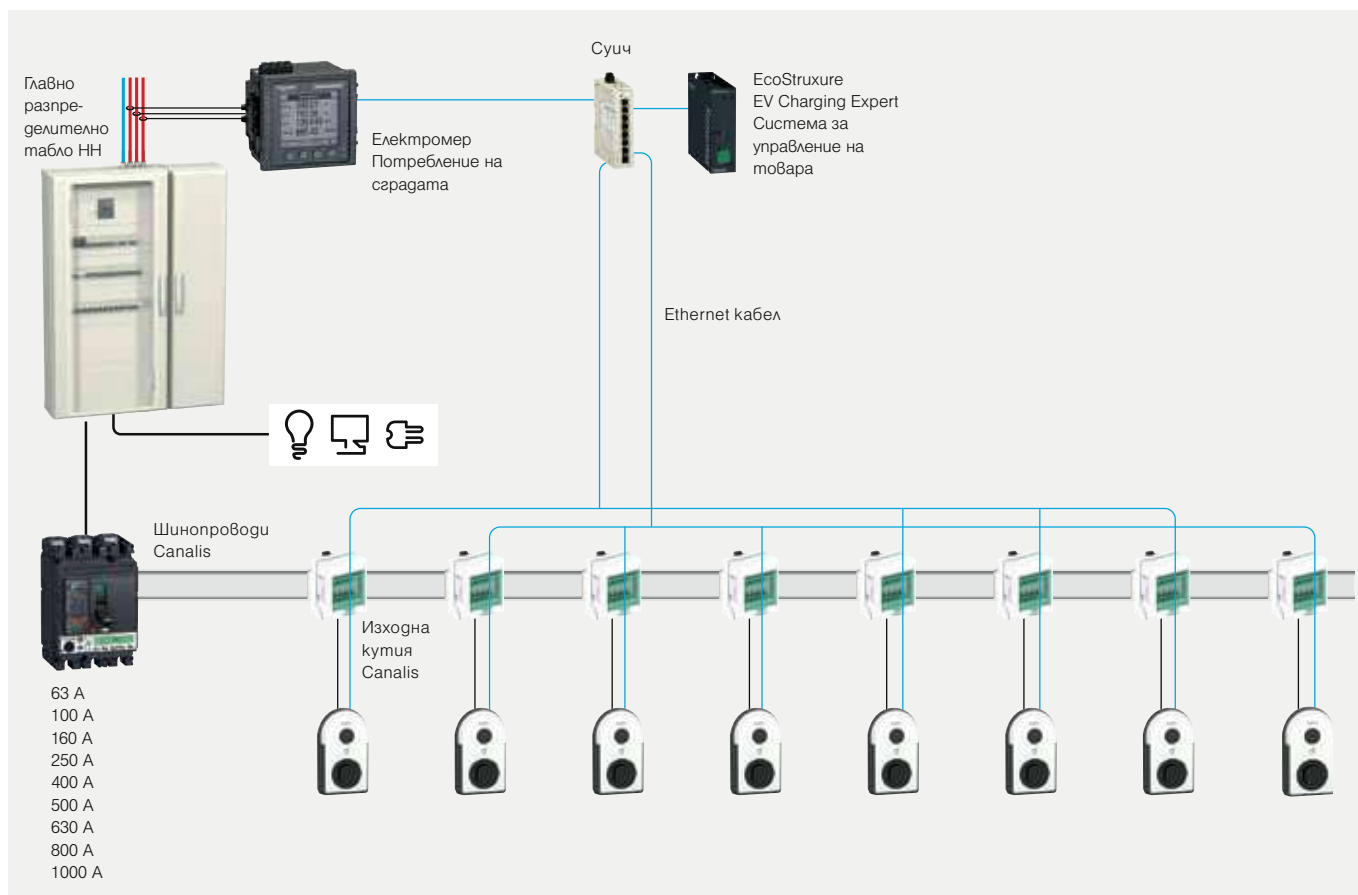 Главно
разпре-
делително
табло НН
Електромер
Потребление на
сградата
Суич
EcoStruxure
EV Charging Expert
Система за
управление на
товара
Ethernet кабел
Шинопроводи
Canalis
Изходна
кутия
Canalis
63 A
100 A
160 A
250 A
400 A
500 A
630 A
800 A
1000 A